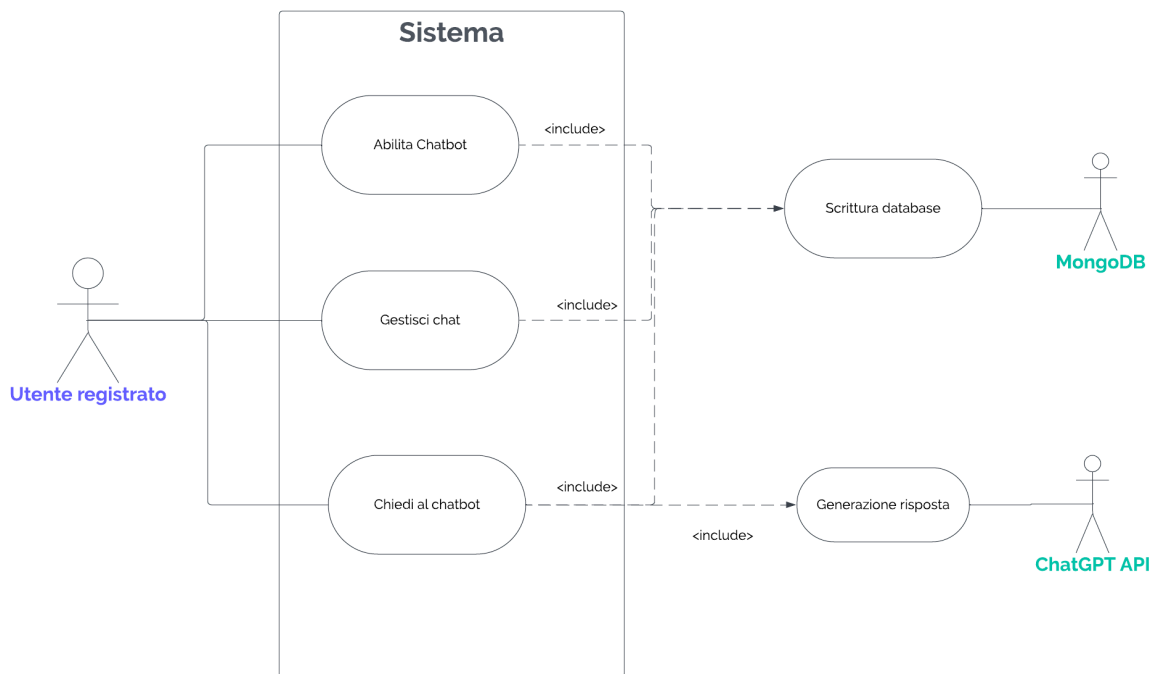 Sistema
<include>
Abilita Chatbot
Scrittura database
MongoDB
<include>
Gestisci chat
Utente registrato
<include>
Chiedi al chatbot
Generazione risposta
<include>
ChatGPT API